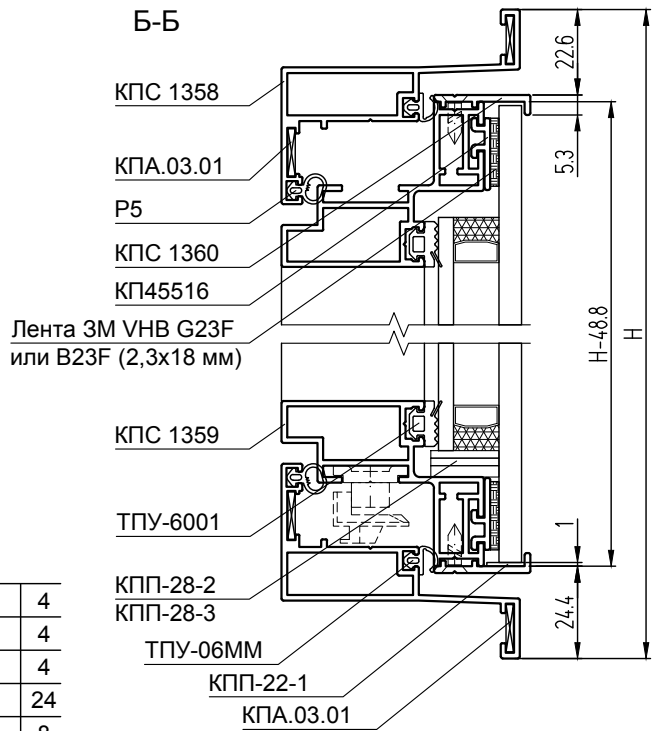 Б-Б
КПС 1358
КПА.03.01
Р5
КПС 1360
КП45516
Лента 3М VHB G23F
или B23F (2,3х18 мм)
КПС 1359
ТПУ-6001
КПП-28-2
КПП-28-3
ТПУ-06ММ
КПП-22-1
КПА.03.01
22.6
5.3
Н-48.8
Н
1
24.4
4
4
4
24
8